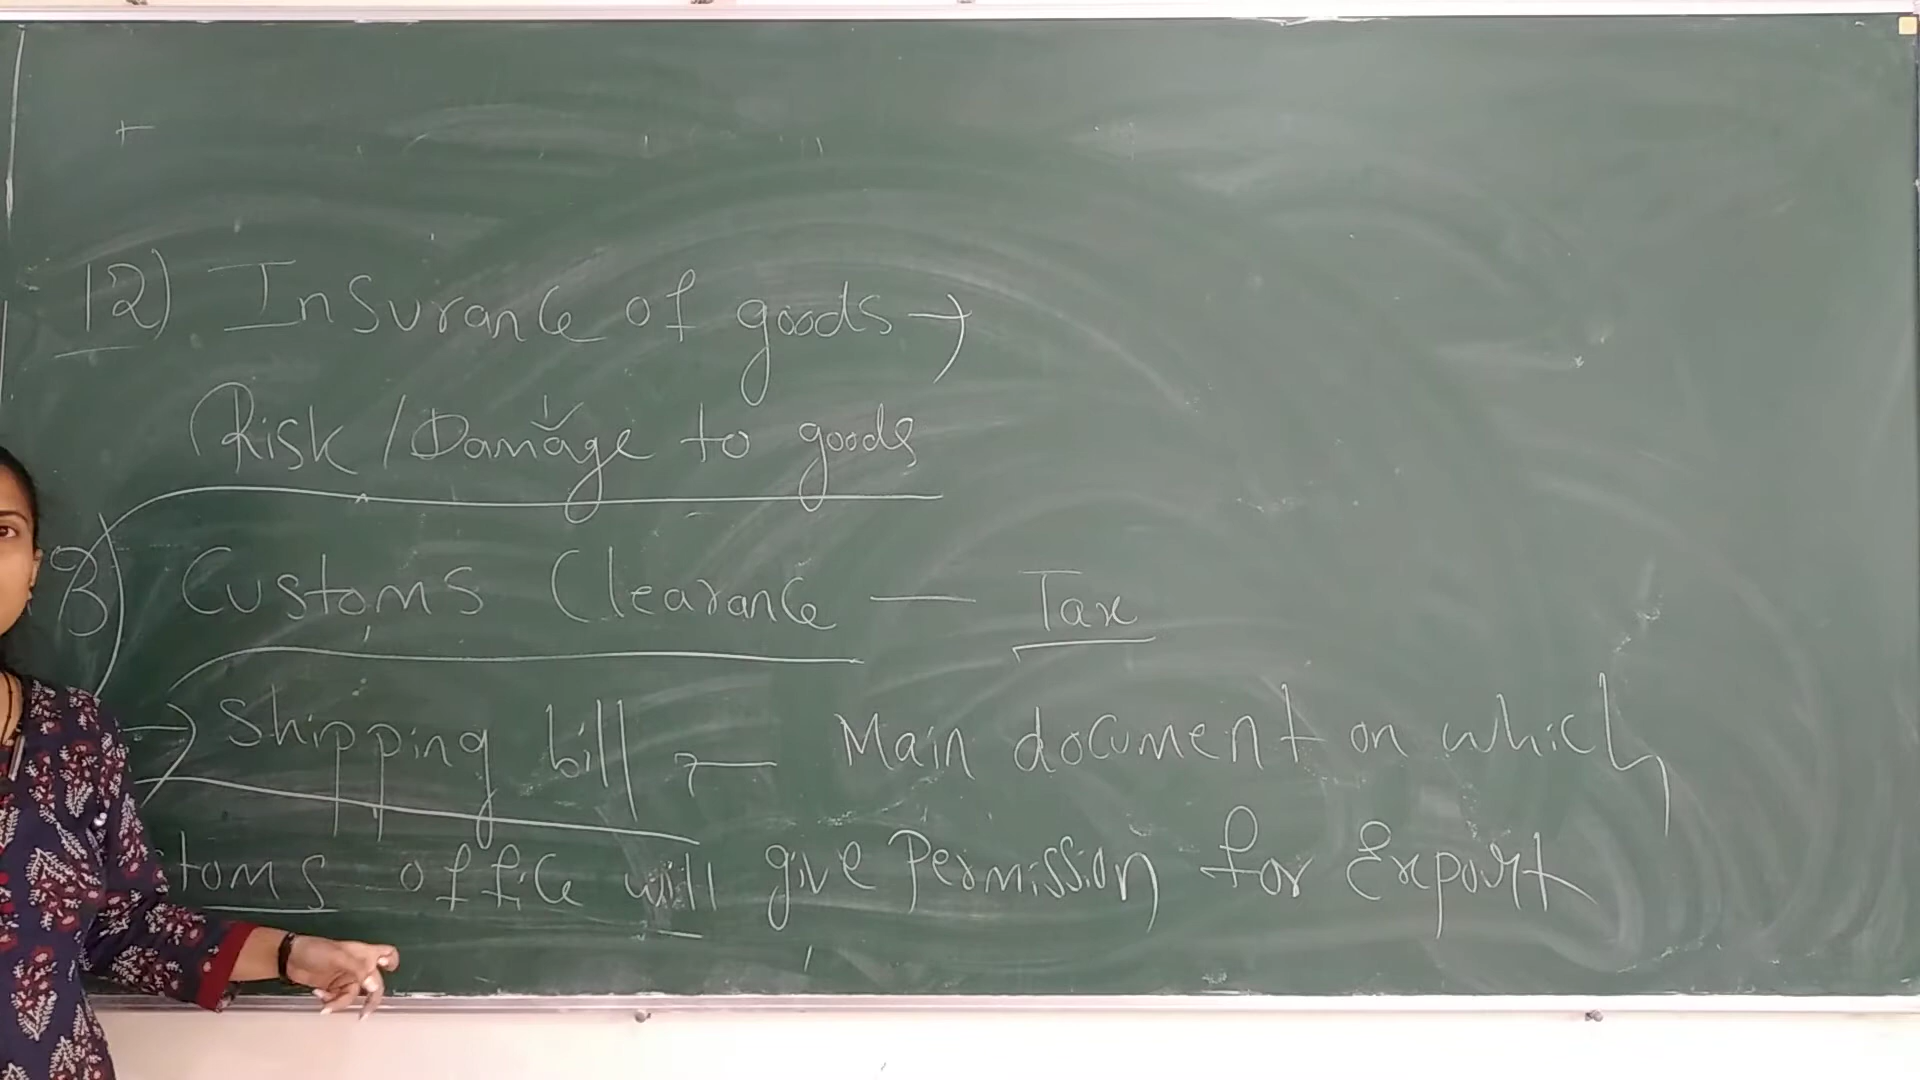 12) Insurance of goods →
Risk / Damage to goods
8) Customs Clearance — Tax
→ Shipping bill — Main document on which
toms office will give Permission for Export